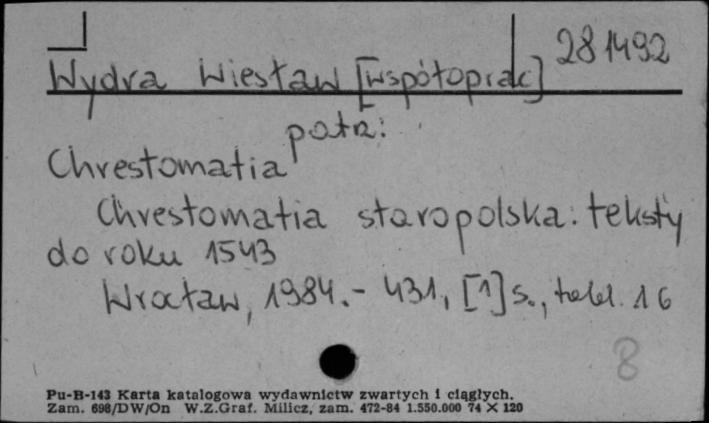 281492
Wydra Wiesław [współoprac]
patrz:
Chrestomatia
Chrestomatia staropolska: teksty
do roku 1543
Wrocław, 1984.- 431, [1] s., tabl. 16
8
Pu-B-143 Karta katalogowa wydawnictw zwartych i ciągłych.
Zam. 698/DW/On W.Z.Graf. Milicz, zam. 472-84 1.550.000 74 X 120